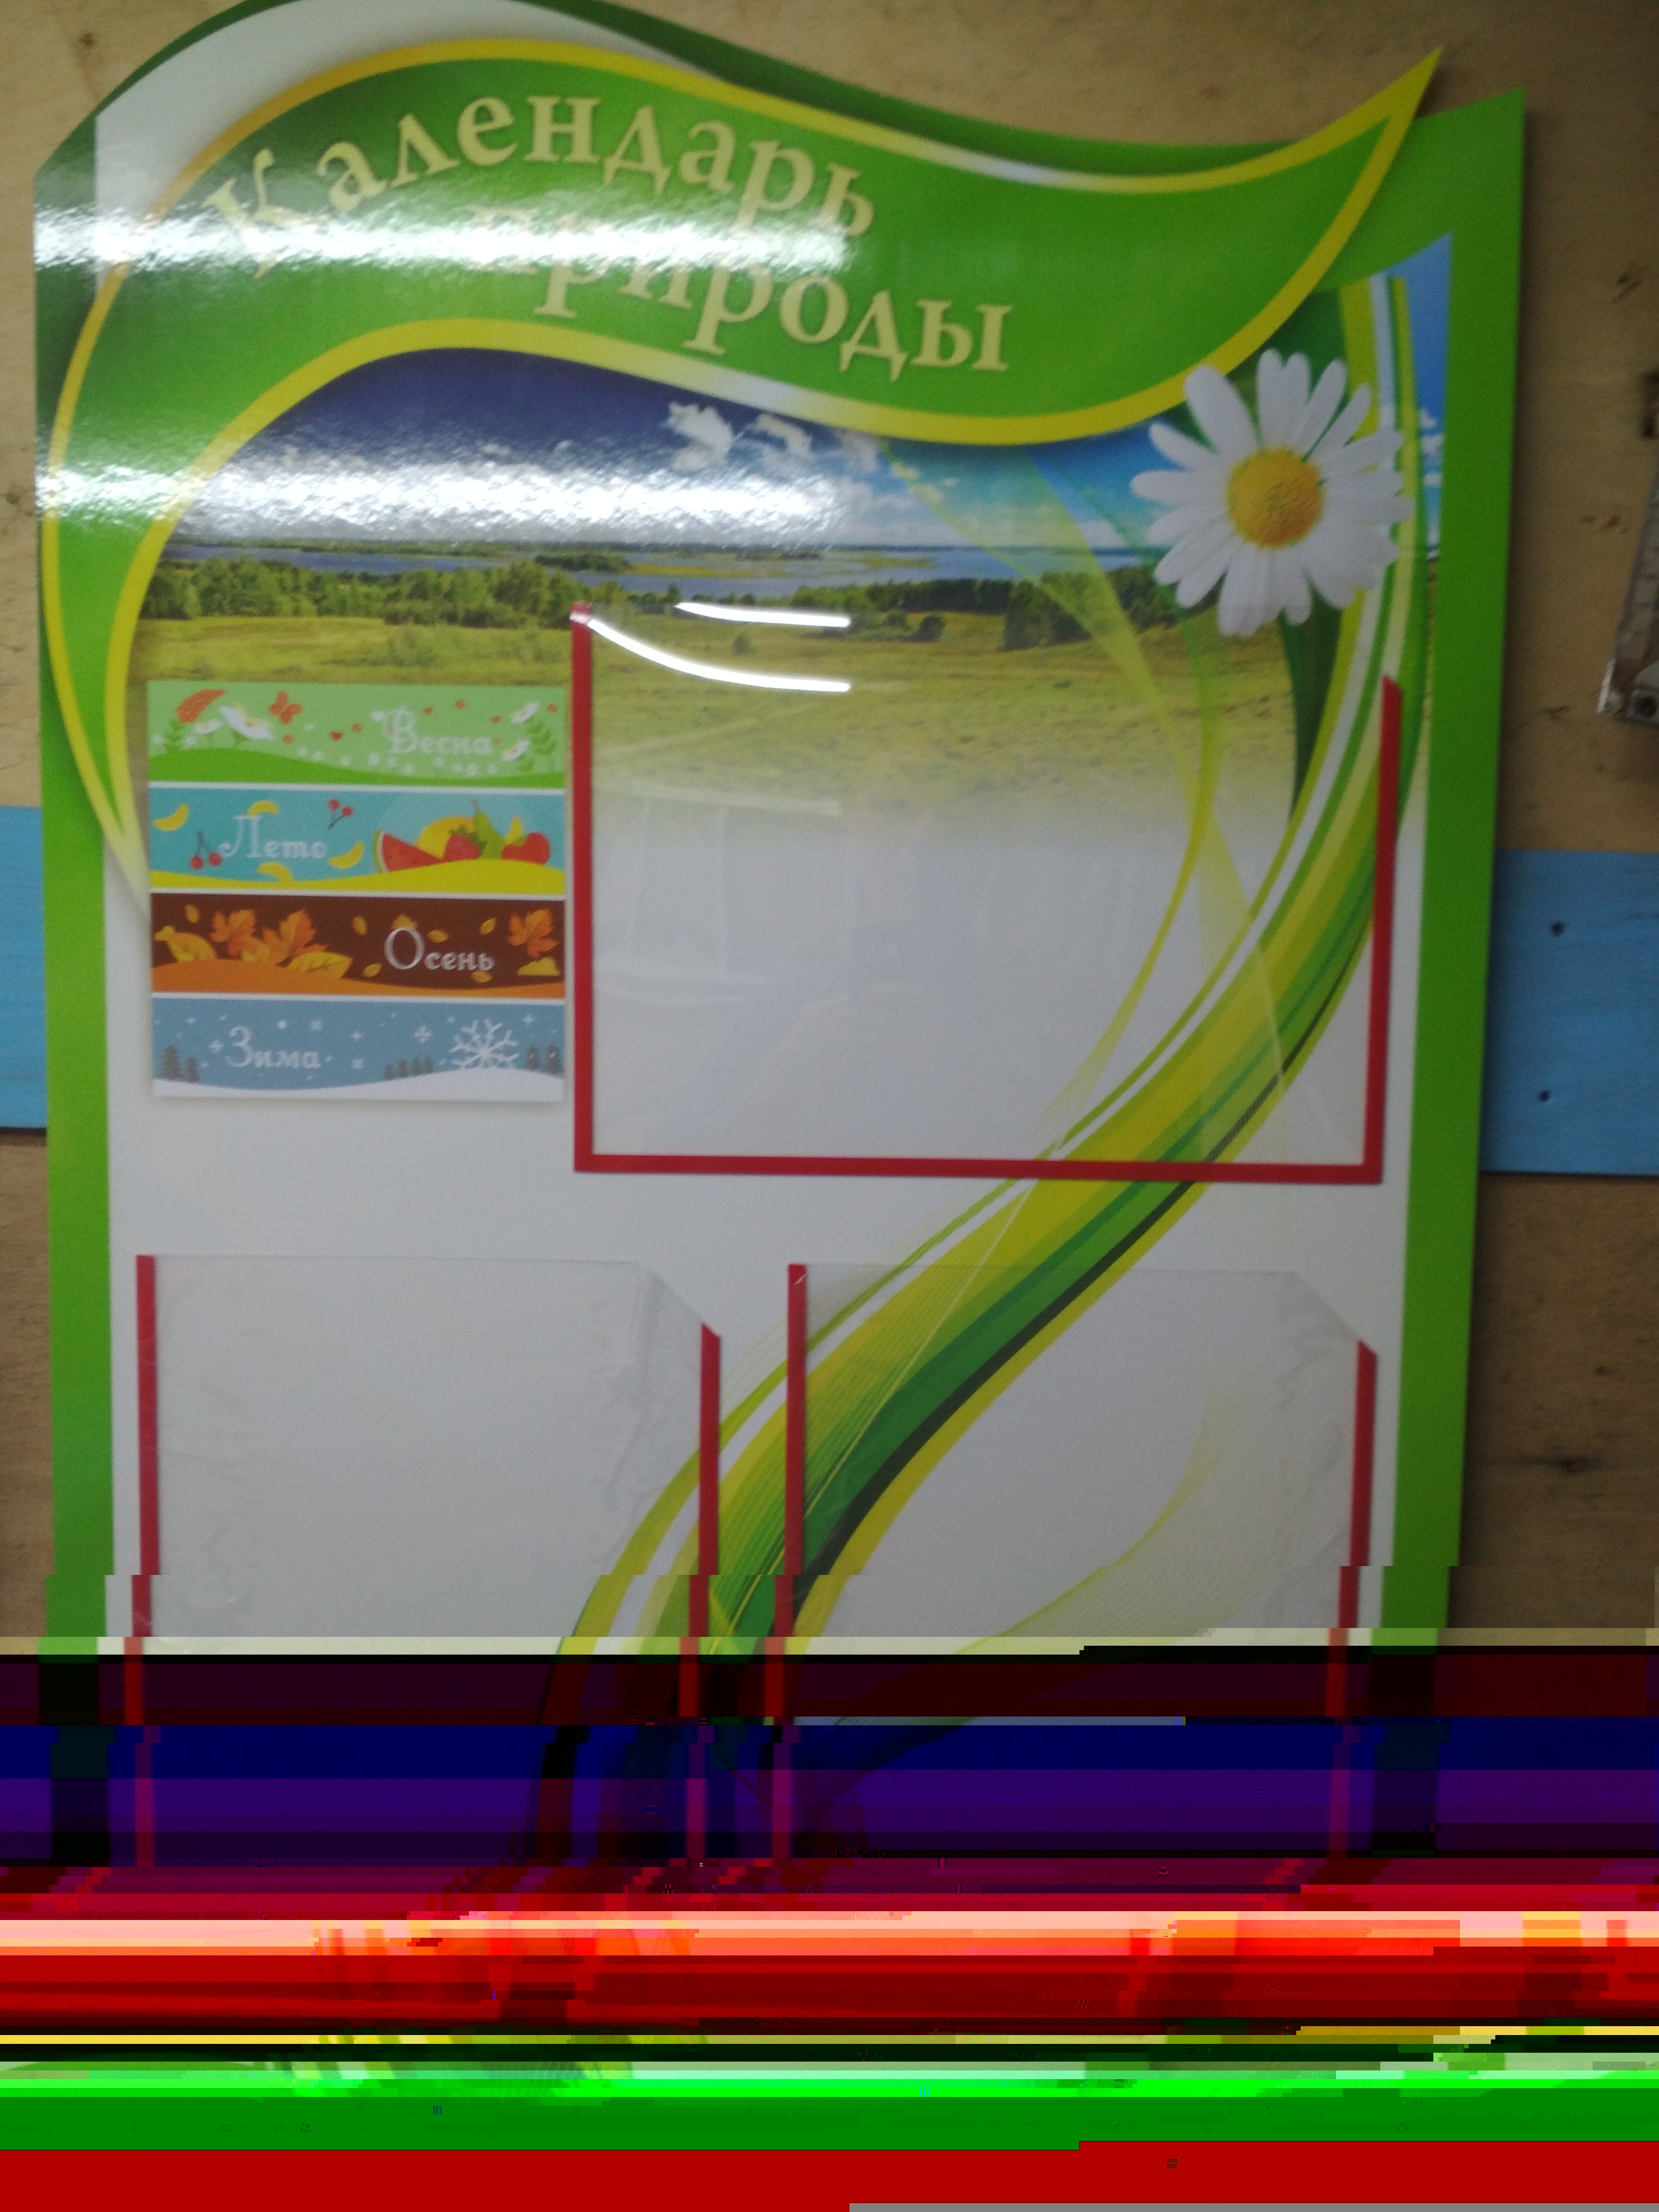 Календарь
природы
Весна
Лето
Осень
Зима